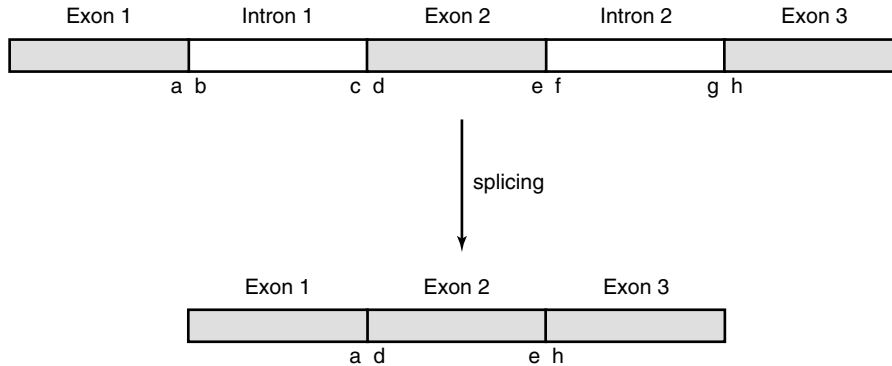 Exon 1 Intron 1 Exon 2 Intron 2 Exon 3
a b c d e f g h
splicing
Exon 1 Exon 2 Exon 3
a d e h